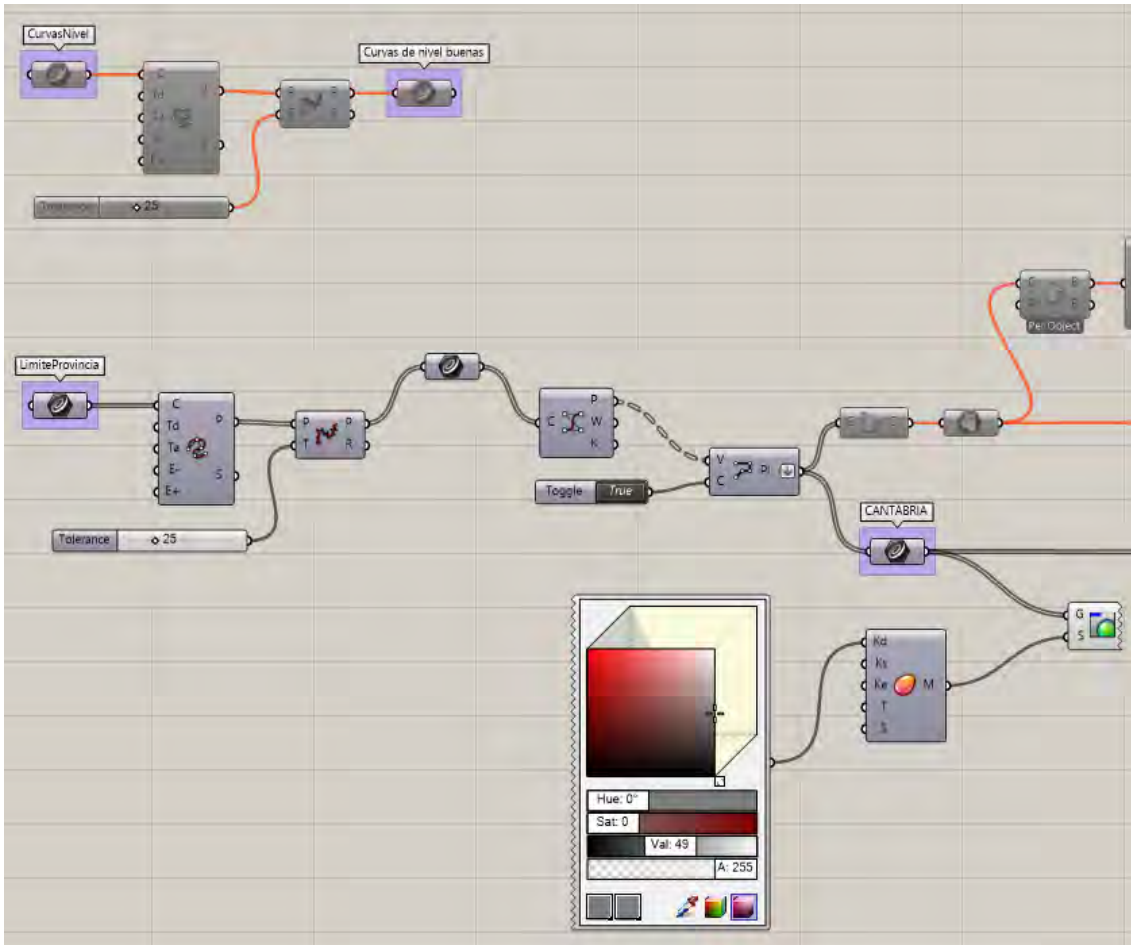 CurvasNivel
Curvas de nivel buenas
Tolerance 25
Per Object
LimiteProvincia
C
Td
Ta
E-
E+
P
S
P
T
P
R
C
P
W
K
Toggle True
V
C
Pl
CANTABRIA
Tolerance 25
G
S
Kd
Ks
Ke
T
S
M
Hue: 0°
Sat: 0
Val: 49
A: 255